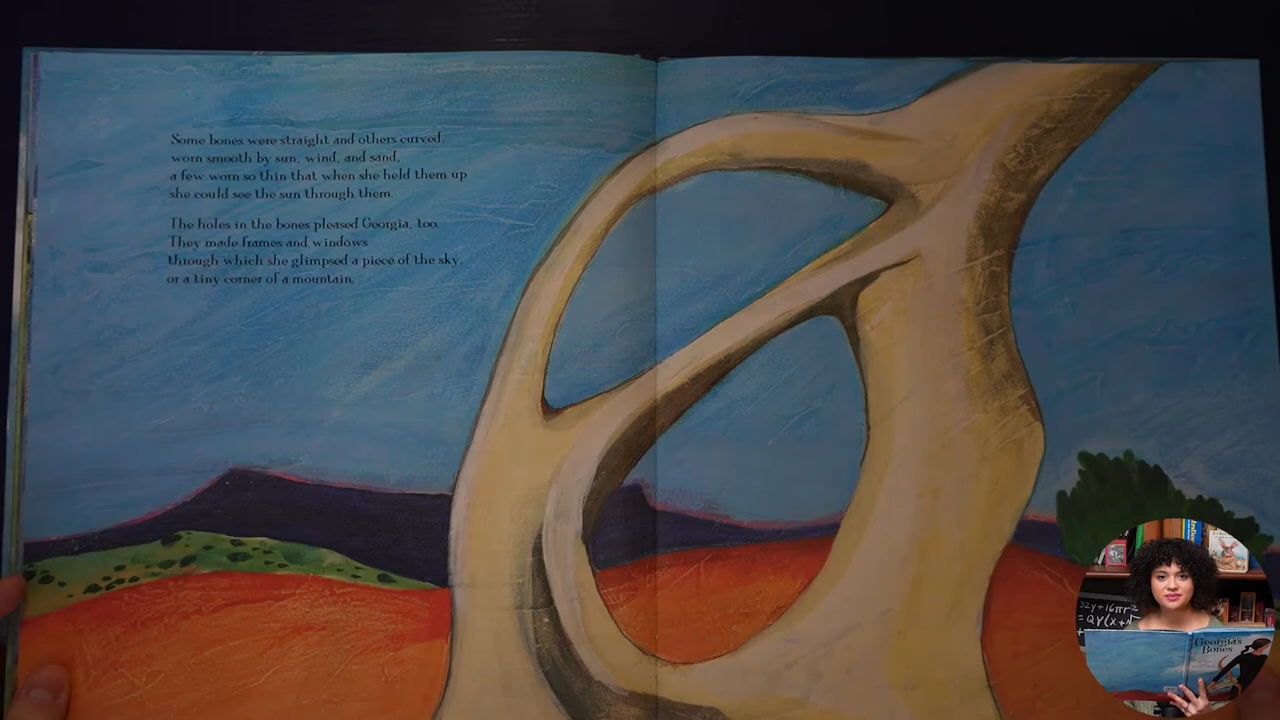 Some bones were straight and others curved,
worn smooth by sun, wind, and sand,
a few worn so thin that when she held them up
she could see the sun through them.
The holes in the bones pleased Georgia, too.
They made frames and windows
through which she glimpsed a piece of the sky,
or a tiny corner of a mountain.
32y+16πr²
Georgia's
Bones